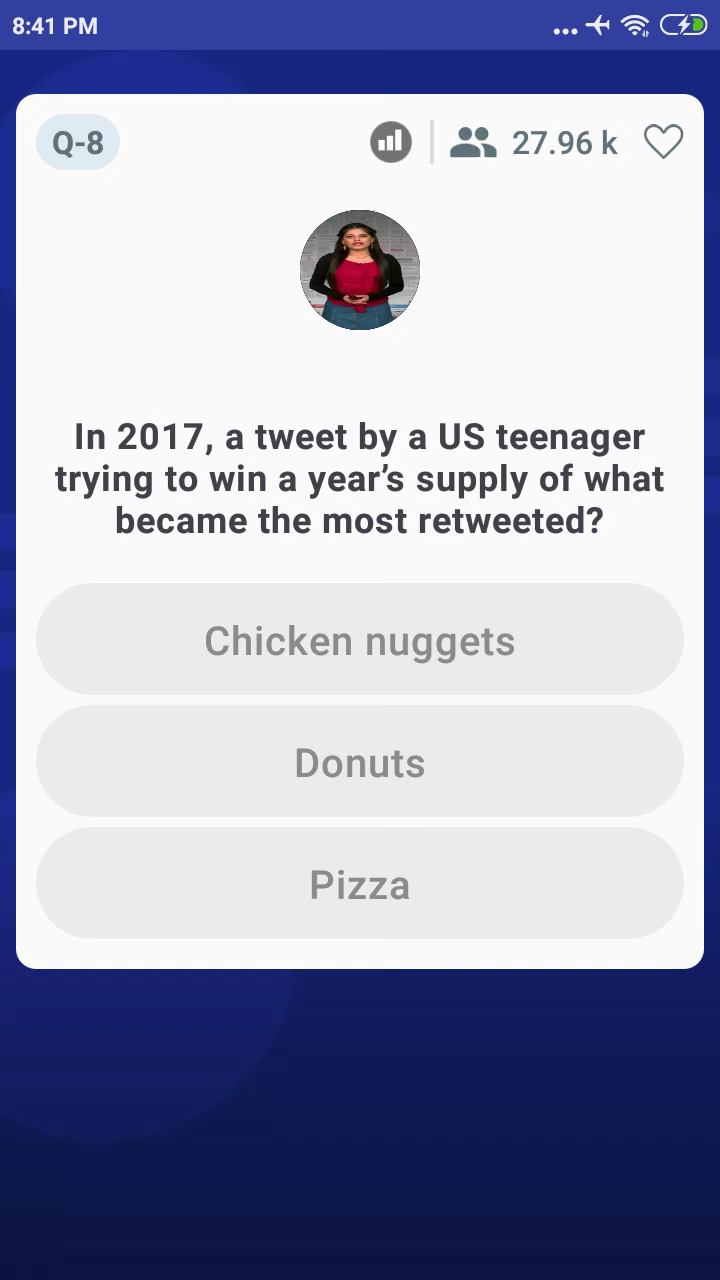 8:41 PM
Q-8
27.96 k
In 2017, a tweet by a US teenager
trying to win a year’s supply of what
became the most retweeted?
Chicken nuggets
Donuts
Pizza